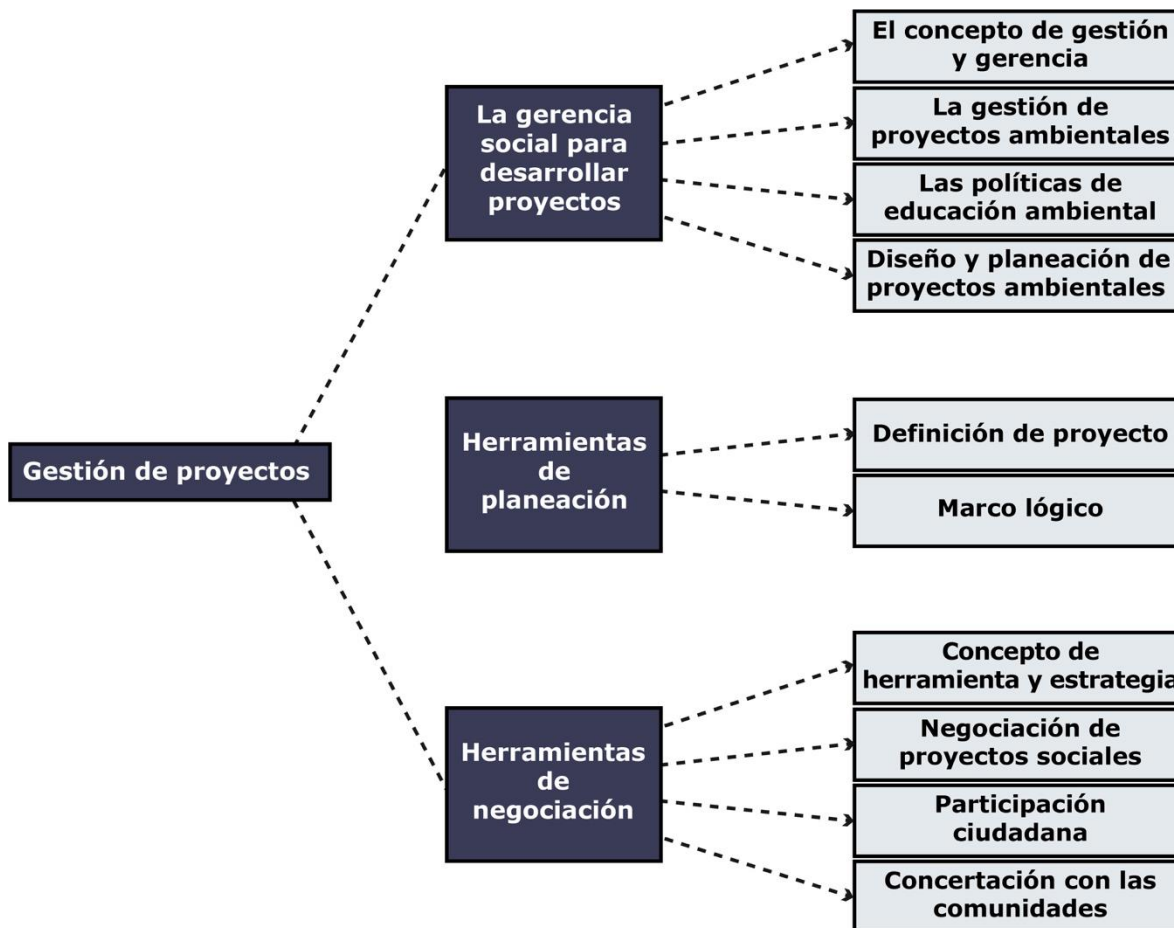 Gestión de proyectos
La gerencia
social para
desarrollar
proyectos
El concepto de gestión
y gerencia
La gestión de
proyectos ambientales
Las políticas de
educación ambiental
Diseño y planeación de
proyectos ambientales
Herramientas
de
planeación
Definición de proyecto
Marco lógico
Herramientas
de
negociación
Concepto de
herramienta y estrategia
Negociación de
proyectos sociales
Participación
ciudadana
Concertación con las
comunidades